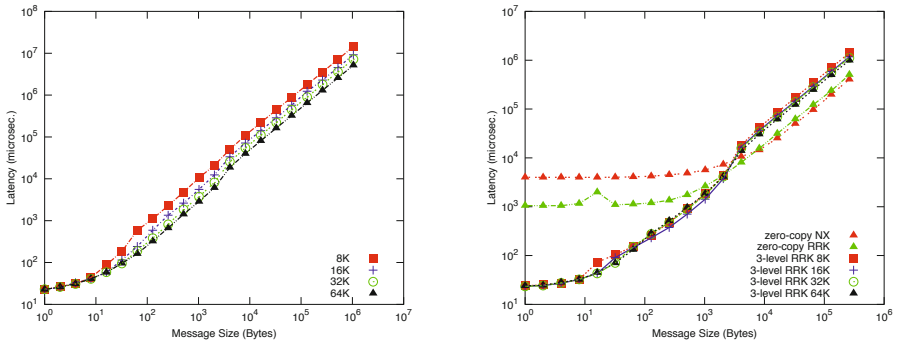 10^8
10^7
10^6
10^5
10^4
10^3
10^2
10^1
Latency (microsec.)
8K
16K
32K
64K
10^0 10^1 10^2 10^3 10^4 10^5 10^6 10^7
Message Size (Bytes)
10^7
10^6
10^5
10^4
10^3
10^2
10^1
Latency (microsec.)
zero-copy NX
zero-copy RRK
3-level RRK 8K
3-level RRK 16K
3-level RRK 32K
3-level RRK 64K
10^0 10^1 10^2 10^3 10^4 10^5 10^6
Message Size (Bytes)